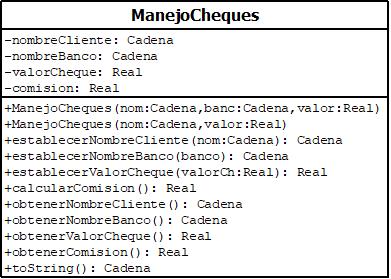 ManejoCheques
-nombreCliente: Cadena
-nombreBanco: Cadena
-valorCheque: Real
-comision: Real
+ManejoCheques(nom:Cadena,banc:Cadena,valor:Real)
+ManejoCheques(nom:Cadena,valor:Real)
+establecerNombreCliente(nom:Cadena): Cadena
+establecerNombreBanco(banco): Cadena
+establecerValorCheque(valorCh:Real): Real
+calcularComision(): Real
+obtenerNombreCliente(): Cadena
+obtenerNombreBanco(): Cadena
+obtenerValorCheque(): Real
+obtenerComision(): Real
+toString(): Cadena